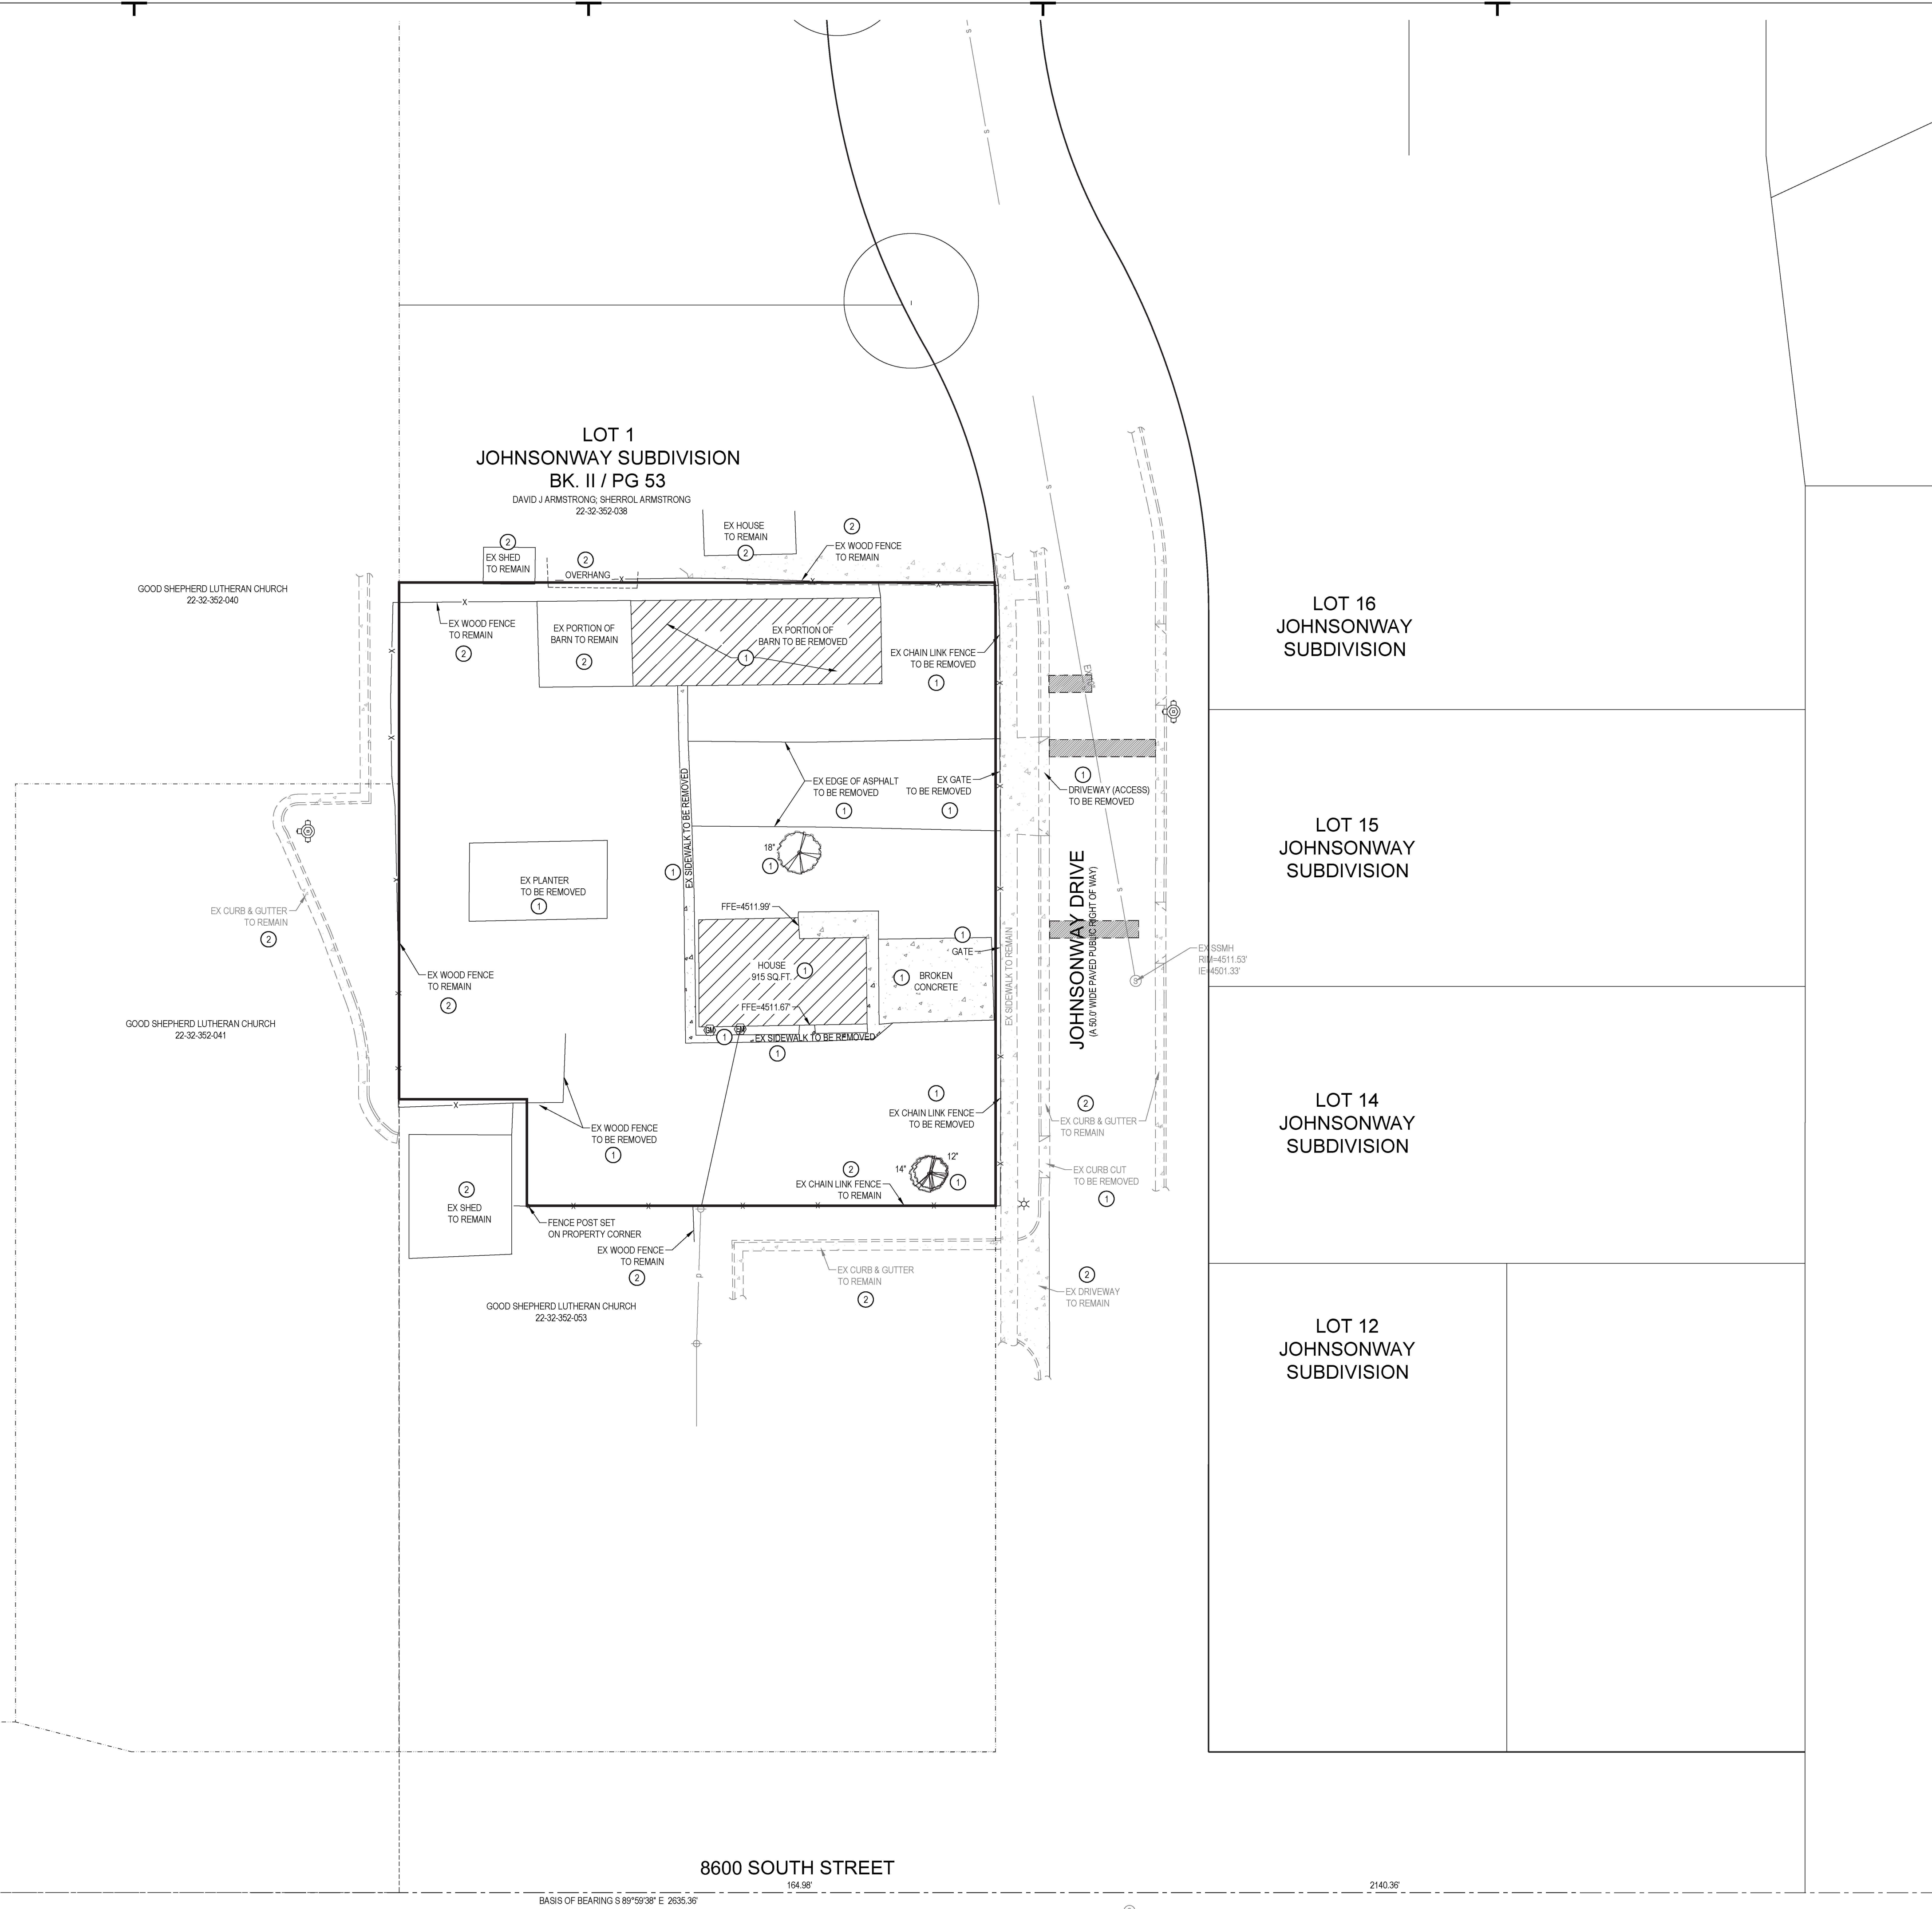 S
S
LOT 1
JOHNSONWAY SUBDIVISION
BK. II / PG 53
DAVID J ARMSTRONG; SHERROL ARMSTRONG
22-32-352-038
S
EX HOUSE
TO REMAIN
2
2
EX WOOD FENCE
TO REMAIN
2
EX SHED
TO REMAIN
2
OVERHANG
X
X
X
S
GOOD SHEPHERD LUTHERAN CHURCH
22-32-352-040
X
EX WOOD FENCE
TO REMAIN
2
EX PORTION OF
BARN TO REMAIN
2
EX PORTION OF
BARN TO BE REMOVED
1
EX CHAIN LINK FENCE
TO BE REMOVED
1
LOT 16
JOHNSONWAY
SUBDIVISION
X
X
X
X
EX SIDEWALK TO BE REMOVED
1
EX EDGE OF ASPHALT
TO BE REMOVED
1
EX GATE
TO BE REMOVED
1
X
1
DRIVEWAY (ACCESS)
TO BE REMOVED
LOT 15
JOHNSONWAY
SUBDIVISION
18"
1
EX PLANTER
TO BE REMOVED
1
X
X
S
JOHNSONWAY DRIVE
(A 50.0' WIDE PAVED PUBLIC RIGHT OF WAY)
EX CURB & GUTTER
TO REMAIN
2
FFE=4511.99'
1
GATE
HOUSE
915 SQ.FT.
1
1
BROKEN
CONCRETE
EX SIDEWALK TO REMAIN
EX SSMH
RIM=4511.53'
IE=4501.33'
EX WOOD FENCE
TO REMAIN
2
X
FFE=4511.67'
GM
EM
1
EX SIDEWALK TO BE REMOVED
1
GOOD SHEPHERD LUTHERAN CHURCH
22-32-352-041
X
X
X
1
EX CHAIN LINK FENCE
TO BE REMOVED
2
EX CURB & GUTTER
TO REMAIN
LOT 14
JOHNSONWAY
SUBDIVISION
EX WOOD FENCE
TO BE REMOVED
1
12"
14"
1
X
2
EX CHAIN LINK FENCE
TO REMAIN
EX CURB CUT
TO BE REMOVED
1
2
EX SHED
TO REMAIN
X
X
X
X
X
FENCE POST SET
ON PROPERTY CORNER
EX WOOD FENCE
TO REMAIN
2
P
EX CURB & GUTTER
TO REMAIN
2
2
EX DRIVEWAY
TO REMAIN
GOOD SHEPHERD LUTHERAN CHURCH
22-32-352-053
LOT 12
JOHNSONWAY
SUBDIVISION
8600 SOUTH STREET
164.98'
2140.36'
BASIS OF BEARING S 89°59'38" E 2635.36'